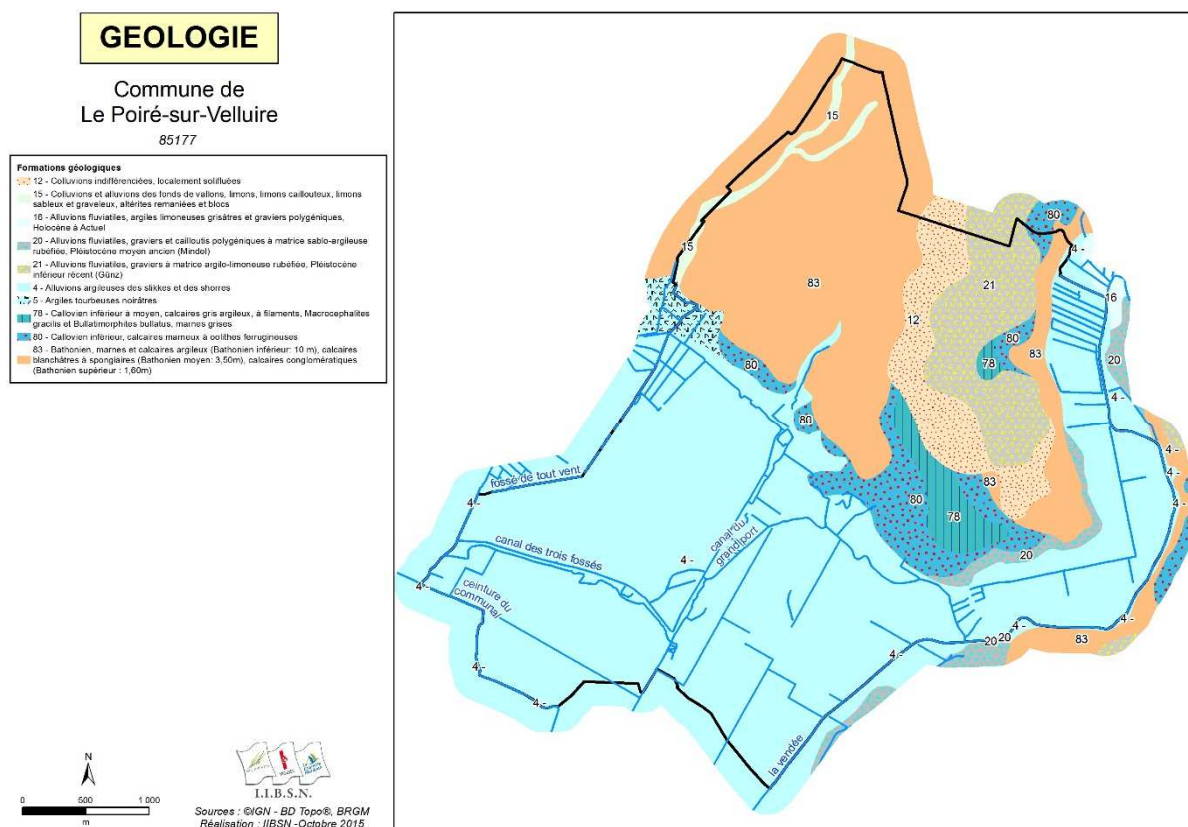 GEOLOGIE
Commune de
Le Poiré-sur-Velluire
85177
Formations géologiques
12 - Colluvions indifférenciées, localement soliflucées
15 - Colluvions et alluvions des fonds de vallons, limons, limons caillouteux, limons
sableux et graveleux, altérites remaniées et blocs
16 - Alluvions fluviatiles, argiles limoneuses grisâtres et graviers polygéniques,
Holocène à Actuel
20 - Alluvions fluviatiles, graviers et cailloutis polygéniques à matrice sablo-argileuse
rubéfiée, Pléistocène moyen ancien (Mindel)
21 - Alluvions fluviatiles, graviers à matrice argilo-limoneuse rubéfiée, Pléistocène
inférieur récent (Günz)
4 - Alluvions argileuses des slikkes et des shorres
5 - Argiles tourbeuses noirâtres
78 - Callovien inférieur à moyen, calcaires gris argileux, à filaments, Macrocephalites
gracilis et Bullatimorphites bullatus, marnes grises
80 - Callovien inférieur, calcaires marneux à oolithes ferrugineuses
83 - Bathonien, marnes et calcaires argileux (Bathonien inférieur: 10 m), calcaires
blanchâtres à spongiaires (Bathonien moyen: 3,50m), calcaires conglomératiques
(Bathonien supérieur : 1,60m)
15
80
4 -
15
83
21
16
12
80
83
20
80
78
4 -
80
4 -
83
4 -
fossé de tout vent
80
4 -
4 -
78
canal du
grand port
20
canal des trois fossés
4 -
4 -
ceinture du
communal
4 -
4 -
20
20
83
4 -
4 -
4 -
la vendée
N
0 500 1 000
m
I.I.B.S.N.
Sources : ©IGN - BD Topo®, BRGM
Réalisation : IIBSN -Octobre 2015